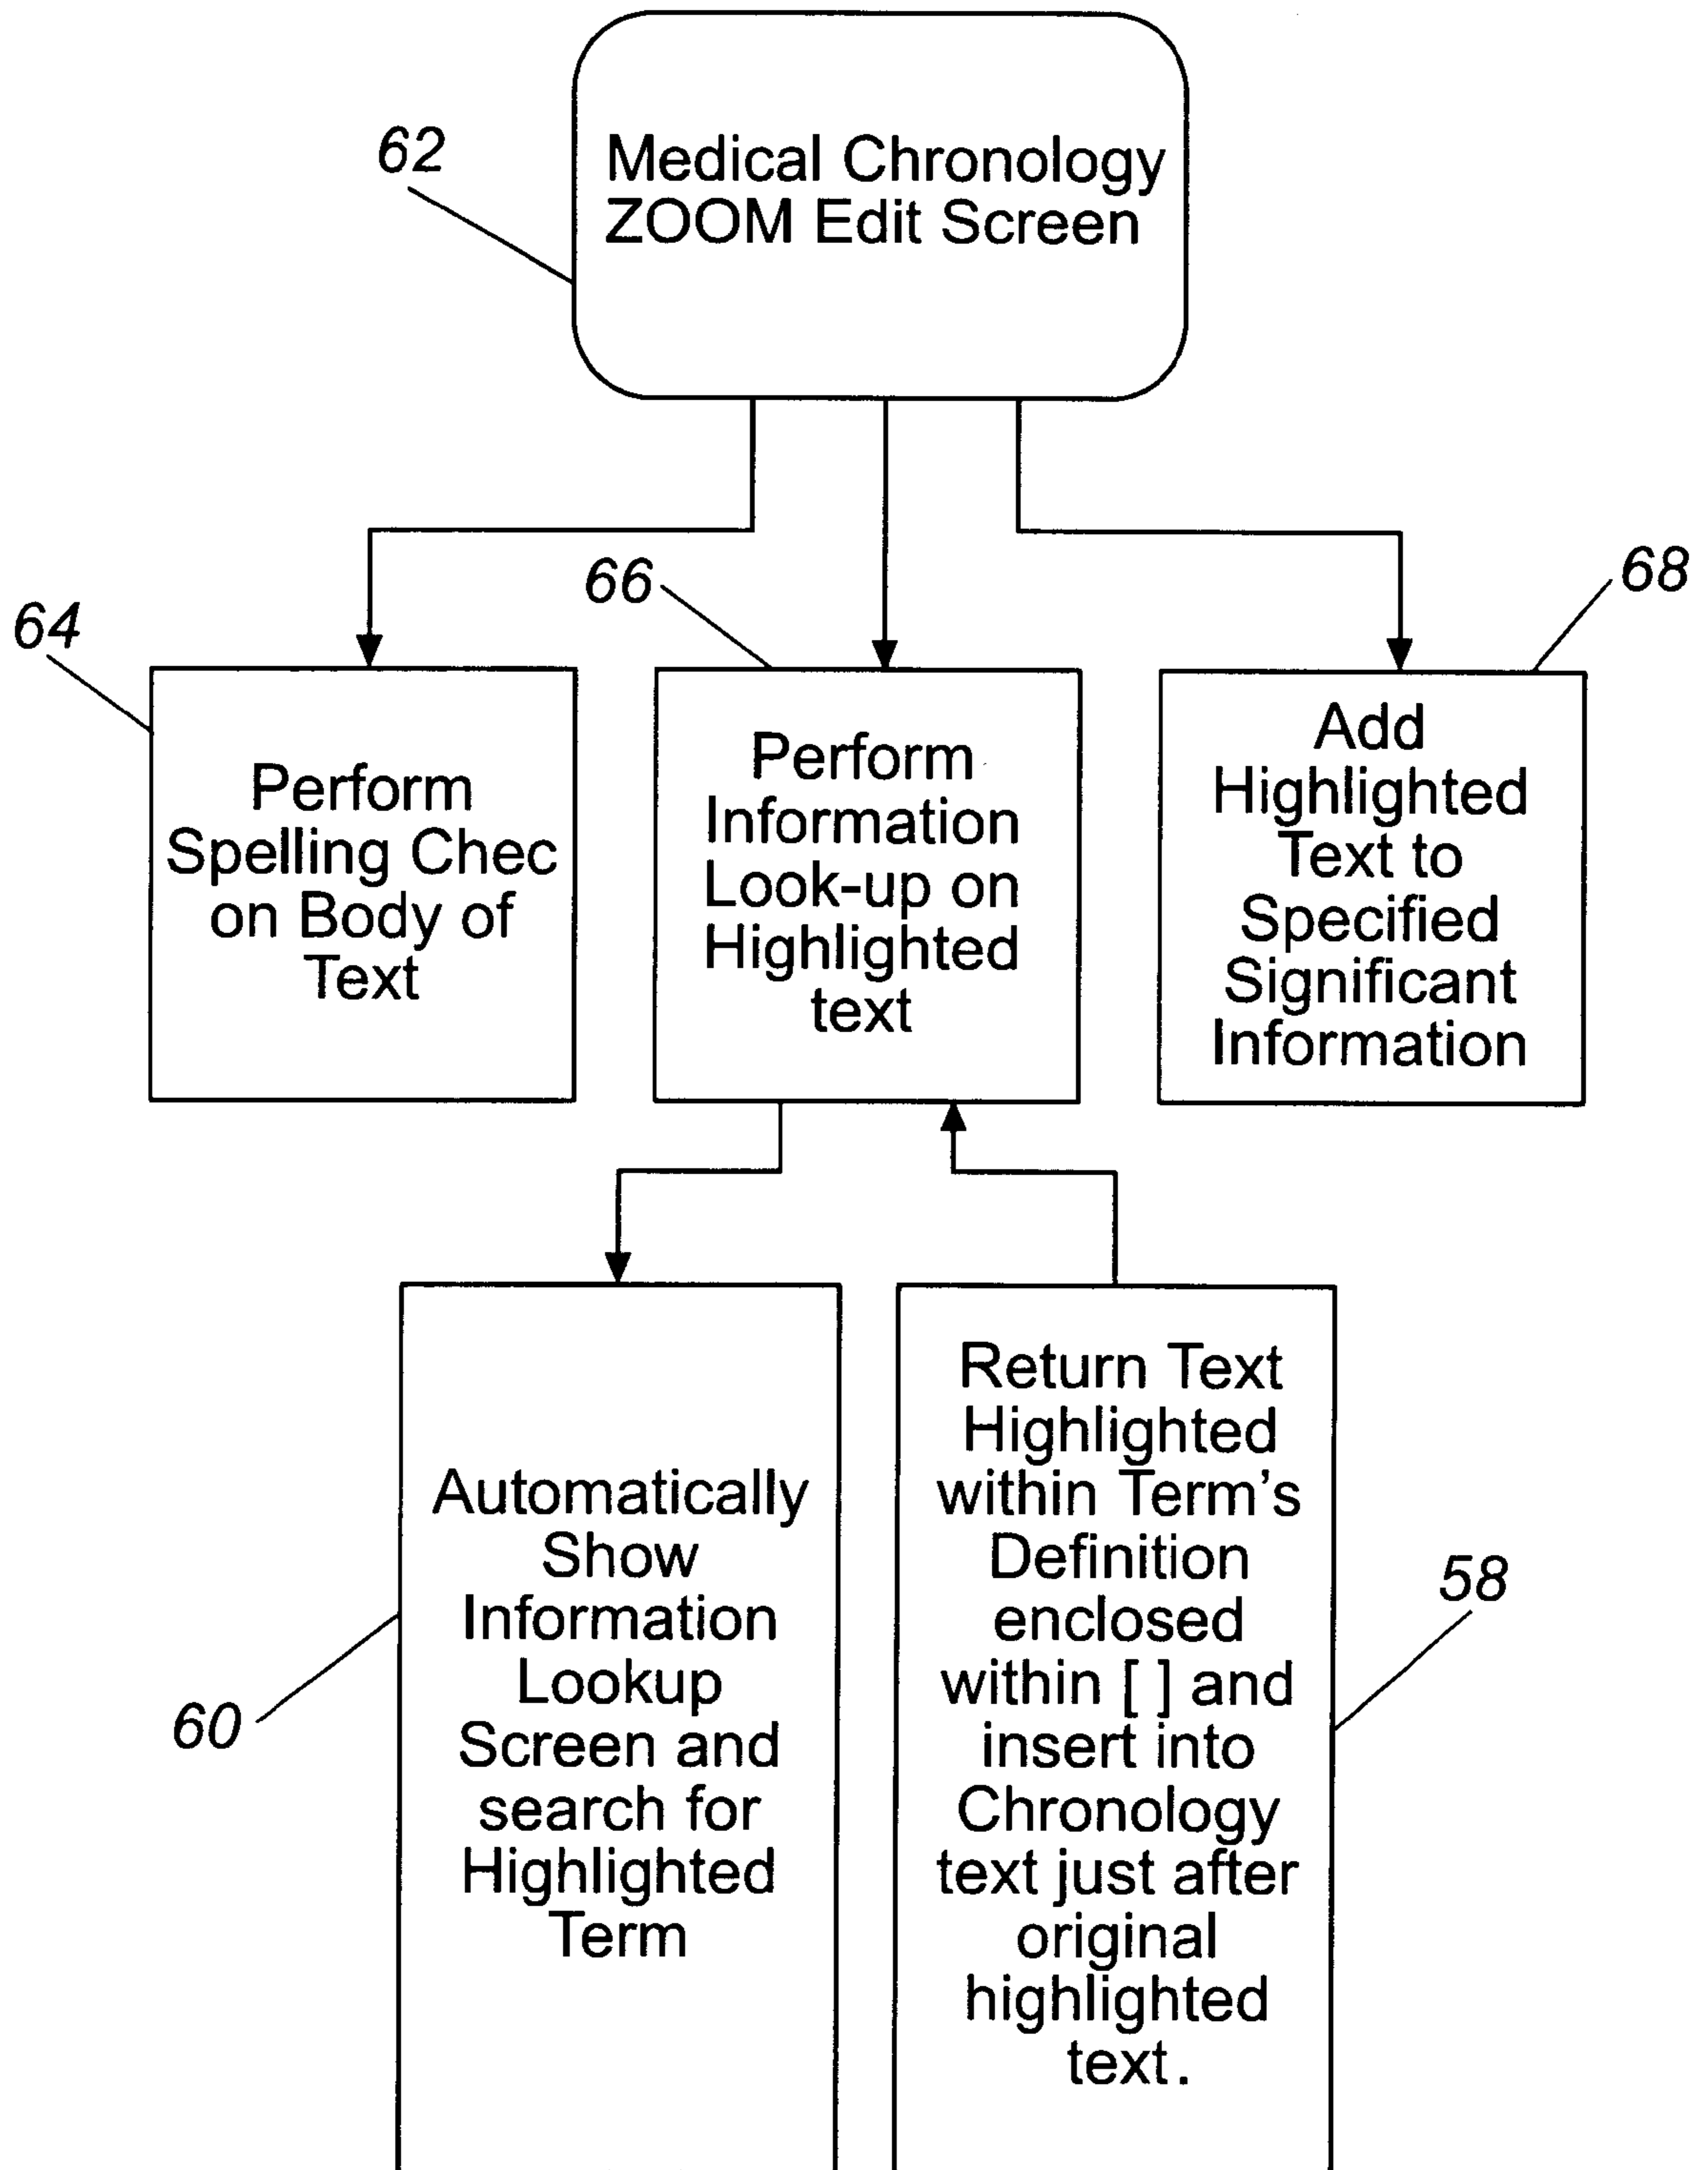 62
Medical Chronology
ZOOM Edit Screen
64
66
68
Perform
Spelling Chec
on Body of
Text
Perform
Information
Look-up on
Highlighted
text
Add
Highlighted
Text to
Specified
Significant
Information
60
Automatically
Show
Information
Lookup
Screen and
search for
Highlighted
Term
Return Text
Highlighted
within Term's
Definition
enclosed
within [ ] and
insert into
Chronology
text just after
original
highlighted
text.
58